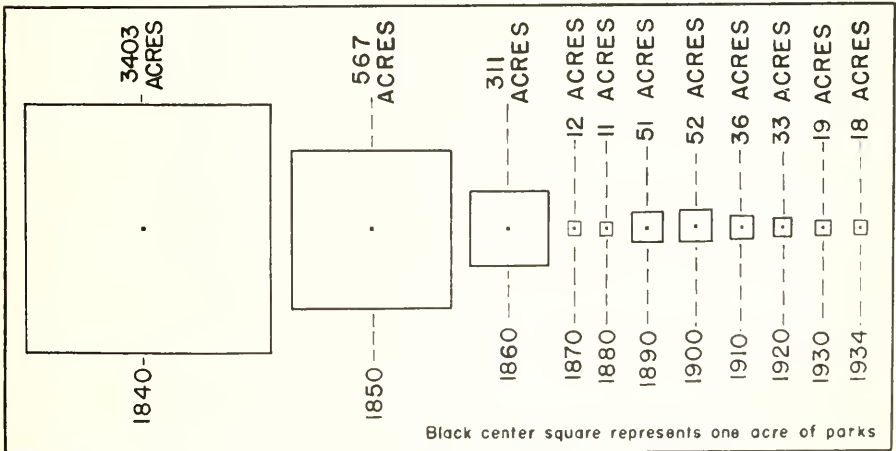 3403
ACRES
567
ACRES
311
ACRES
12 ACRES
11 ACRES
51 ACRES
52 ACRES
36 ACRES
33 ACRES
19 ACRES
18 ACRES
1840
1850
1860
1870
1880
1890
1900
1910
1920
1930
1934
Black center square represents one acre of parks